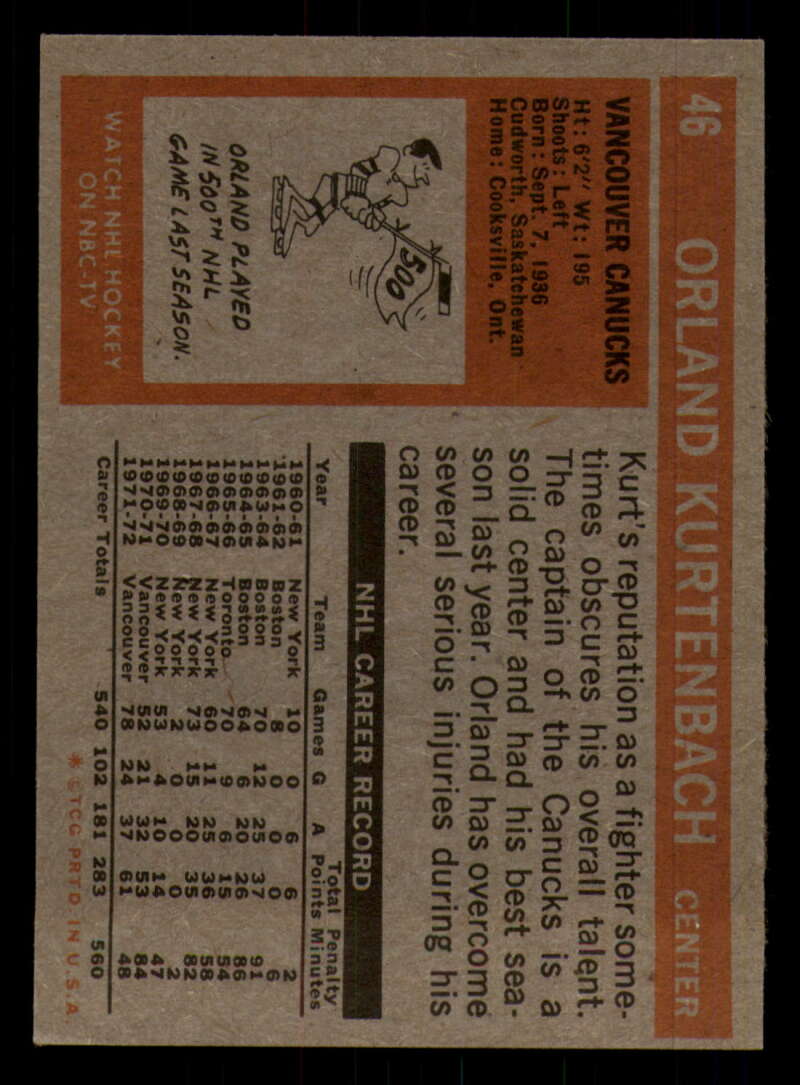 46 ORLAND KURTENBACH CENTER
VANCOUVER CANUCKS
Ht: 6'2" Wt: 195
Shoots: Left
Born: Sept. 7, 1936
Cudworth, Saskatchewan
Home: Cooksville, Ont.
500
ORLAND PLAYED
IN 500TH NHL
GAME LAST SEASON.
WATCH NHL HOCKEY
ON NBC-TV
Kurt's reputation as a fighter some-
times obscures his overall talent.
The captain of the Canucks is a
solid center and had his best sea-
son last year. Orland has overcome
several serious injuries during his
career.
NHL CAREER RECORD
Total Penalty
Year Team Games G A Points Minutes
1960-61 New York 10 0 6 6 2
1961-62 Boston 8 0 0 0 6
1963-64 Boston 70 12 25 37 91
1964-65 Boston 64 6 20 26 86
1965-66 Toronto 70 9 6 15 54
1966-67 New York 60 11 25 36 58
1967-68 New York 73 15 20 35 82
1968-69 New York 2 0 0 0 2
1969-70 New York 53 4 10 14 47
1970-71 Vancouver 52 21 32 53 84
1971-72 Vancouver 78 24 37 61 48
Career Totals 540 102 181 283 560
* © TCG PRTD. IN U.S.A.